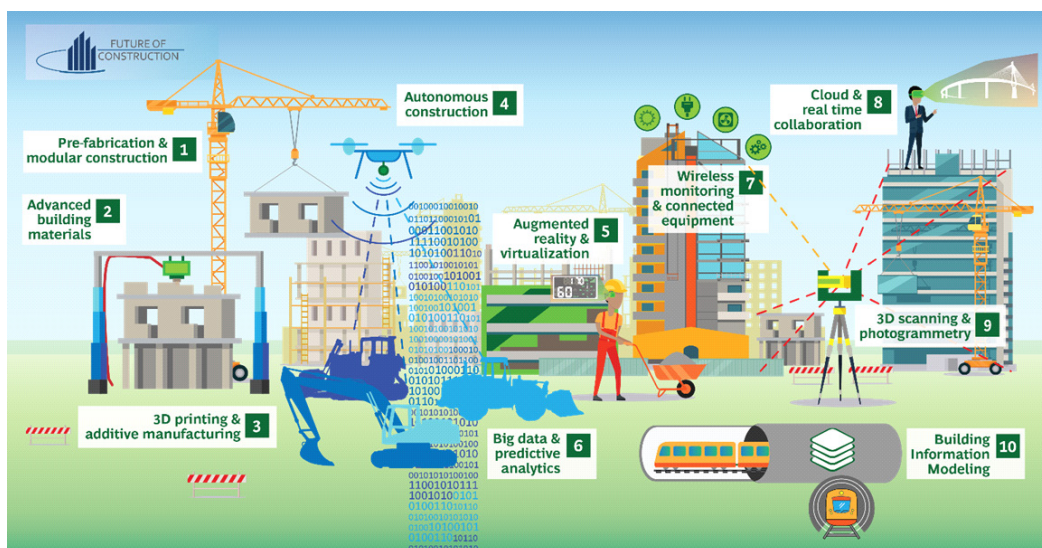 FUTURE OF
CONSTRUCTION
Pre-fabrication &
modular construction 1
Advanced
building
materials 2
3D printing &
additive manufacturing 3
Autonomous
construction 4
Augmented
reality &
virtualization 5
60
Big data &
predictive
analytics 6
Wireless
monitoring
& connected
equipment 7
Cloud &
real time
collaboration 8
3D scanning &
photogrammetry 9
Building
Information
Modeling 10